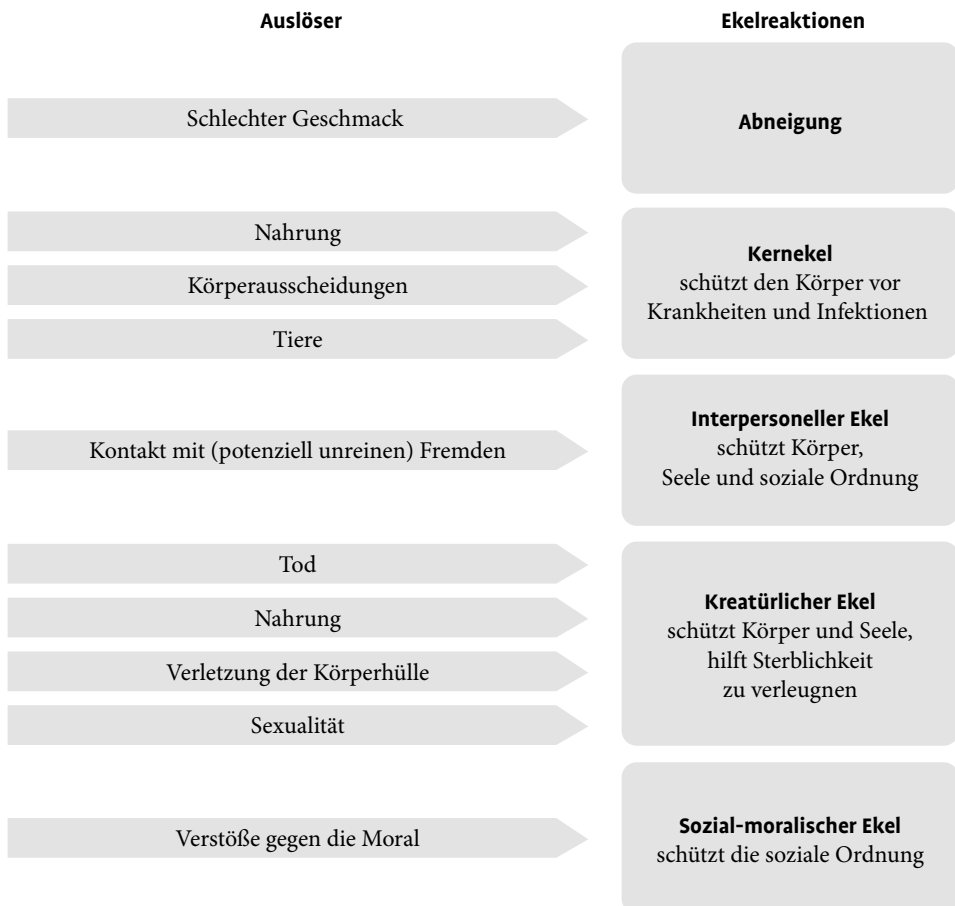 Auslöser
Ekelreaktionen
Schlechter Geschmack
Abneigung
Nahrung
Körperausscheidungen
Tiere
Kernekel
schützt den Körper vor
Krankheiten und Infektionen
Kontakt mit (potenziell unreinen) Fremden
Interpersoneller Ekel
schützt Körper,
Seele und soziale Ordnung
Tod
Nahrung
Verletzung der Körperhülle
Sexualität
Kreatürlicher Ekel
schützt Körper und Seele,
hilft Sterblichkeit
zu verleugnen
Verstöße gegen die Moral
Sozial-moralischer Ekel
schützt die soziale Ordnung